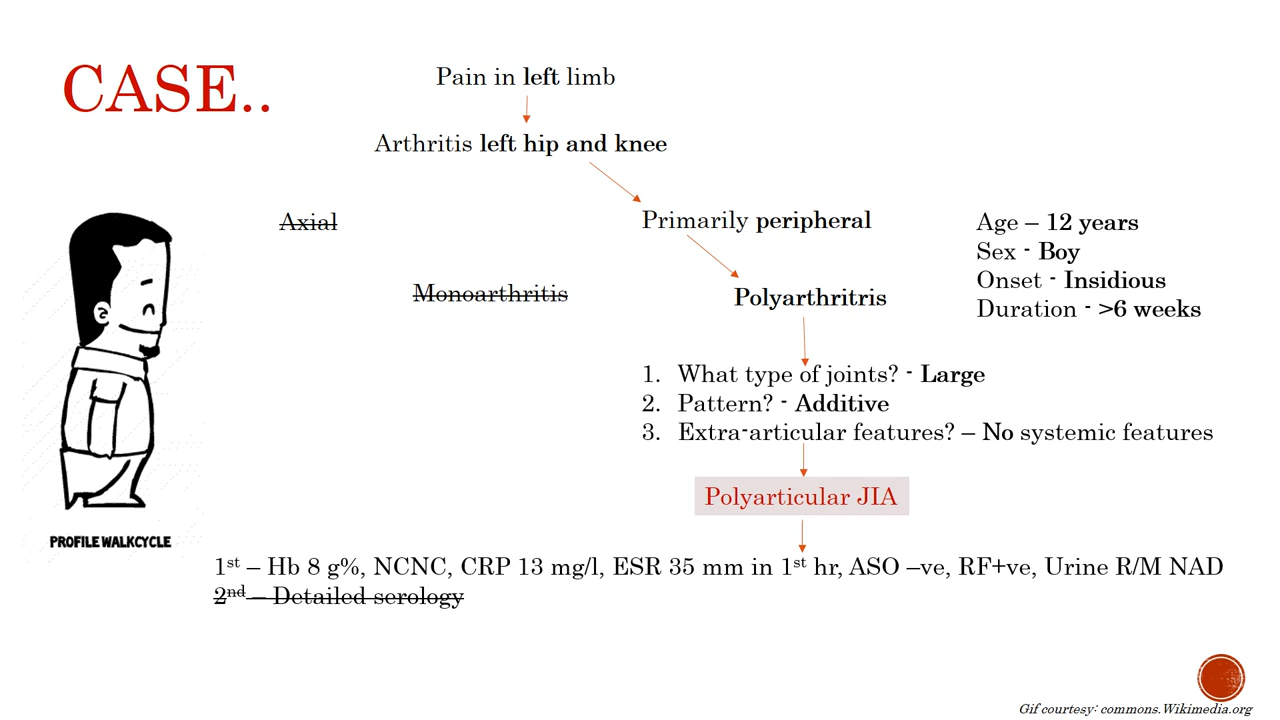 CASE..
Pain in left limb
Arthritis left hip and knee
Axial
Primarily peripheral
Monoarthritis
Polyarthritris
Age – 12 years
Sex - Boy
Onset - Insidious
Duration - >6 weeks
1. What type of joints? - Large
2. Pattern? - Additive
3. Extra-articular features? – No systemic features
Polyarticular JIA
PROFILE WALKCYCLE
1st – Hb 8 g%, NCNC, CRP 13 mg/l, ESR 35 mm in 1st hr, ASO –ve, RF+ve, Urine R/M NAD
2nd – Detailed serology
Gif courtesy: commons.Wikimedia.org